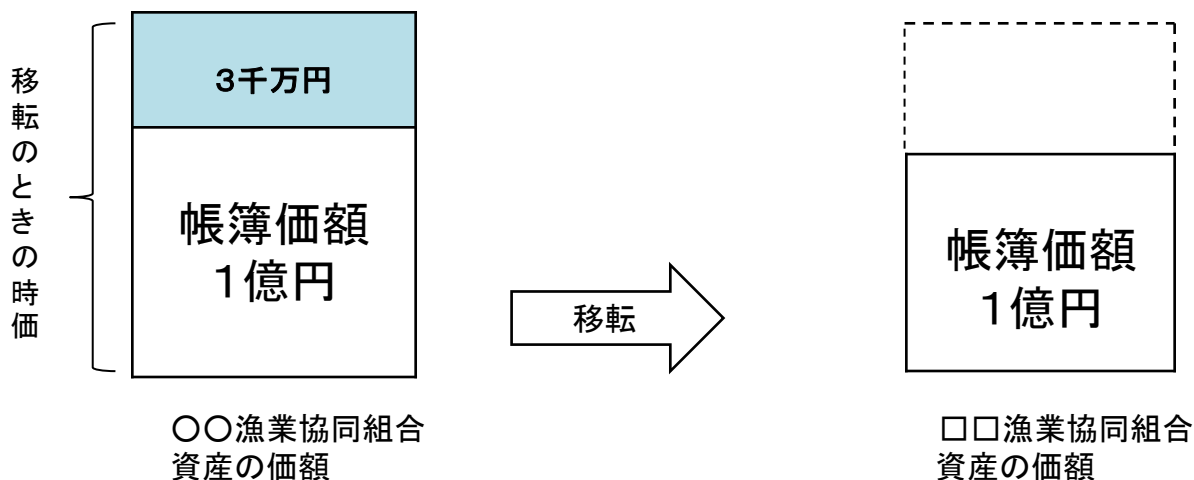 移転のときの時価
3千万円
帳簿価額
1億円
〇〇漁業協同組合
資産の価額
移転
帳簿価額
1億円
□□漁業協同組合
資産の価額